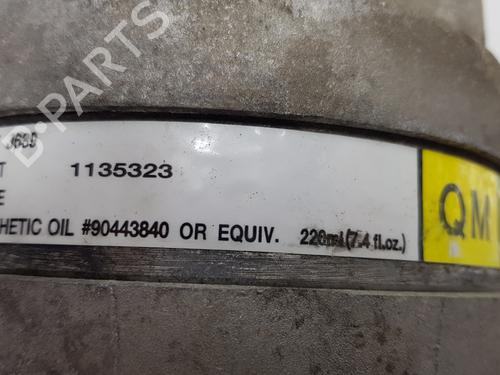 T 1135323
E
HETIC OIL #90443840 OR EQUIV. 220ml(7.4 fl.oz.)
QM
B-PARTS